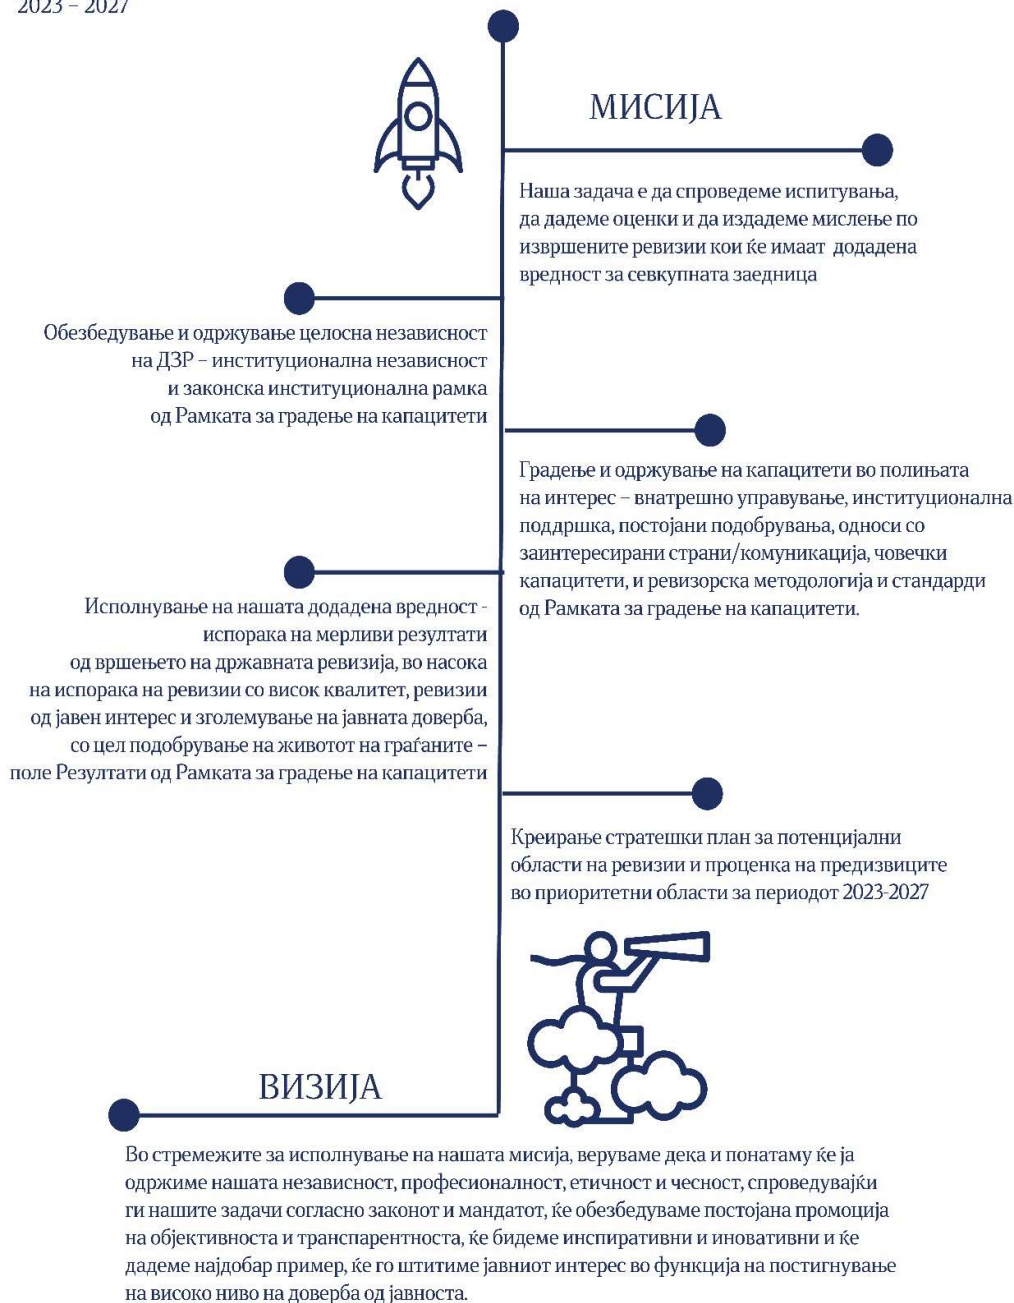 2023 – 2027
МИСИЈА
Наша задача е да спроведеме испитувања,
да дадеме оценки и да издадеме мислење по
извршените ревизии кои ќе имаат додадена
вредност за севкупната заедница
Обезбедување и одржување целосна независност
на ДЗР – институционална независност
и законска институционална рамка
од Рамката за градење на капацитети
Градење и одржување на капацитети во полињата
на интерес – внатрешно управување, институционална
поддршка, постојани подобрувања, односи со
заинтересирани страни/комуникација, човечки
капацитети, и ревизорска методологија и стандарди
од Рамката за градење на капацитети.
Исполнување на нашата додадена вредност -
испорака на мерливи резултати
од вршењето на државната ревизија, во насока
на испорака на ревизии со висок квалитет, ревизии
од јавен интерес и зголемување на јавната доверба,
со цел подобрување на животот на граѓаните –
поле Резултати од Рамката за градење на капацитети
Креирање стратешки план за потенцијални
области на ревизии и проценка на предизвиците
во приоритетни области за периодот 2023-2027
ВИЗИЈА
Во стремежите за исполнување на нашата мисија, веруваме дека и понатаму ќе ја
одржиме нашата независност, професионалност, етичност и чесност, спроведувајќи
ги нашите задачи согласно законот и мандатот, ќе обезбедуваме постојана промоција
на објективноста и транспарентноста, ќе бидеме инспиративни и иновативни и ќе
дадеме најдобар пример, ќе го штитиме јавниот интерес во функција на постигнување
на високо ниво на доверба од јавноста.